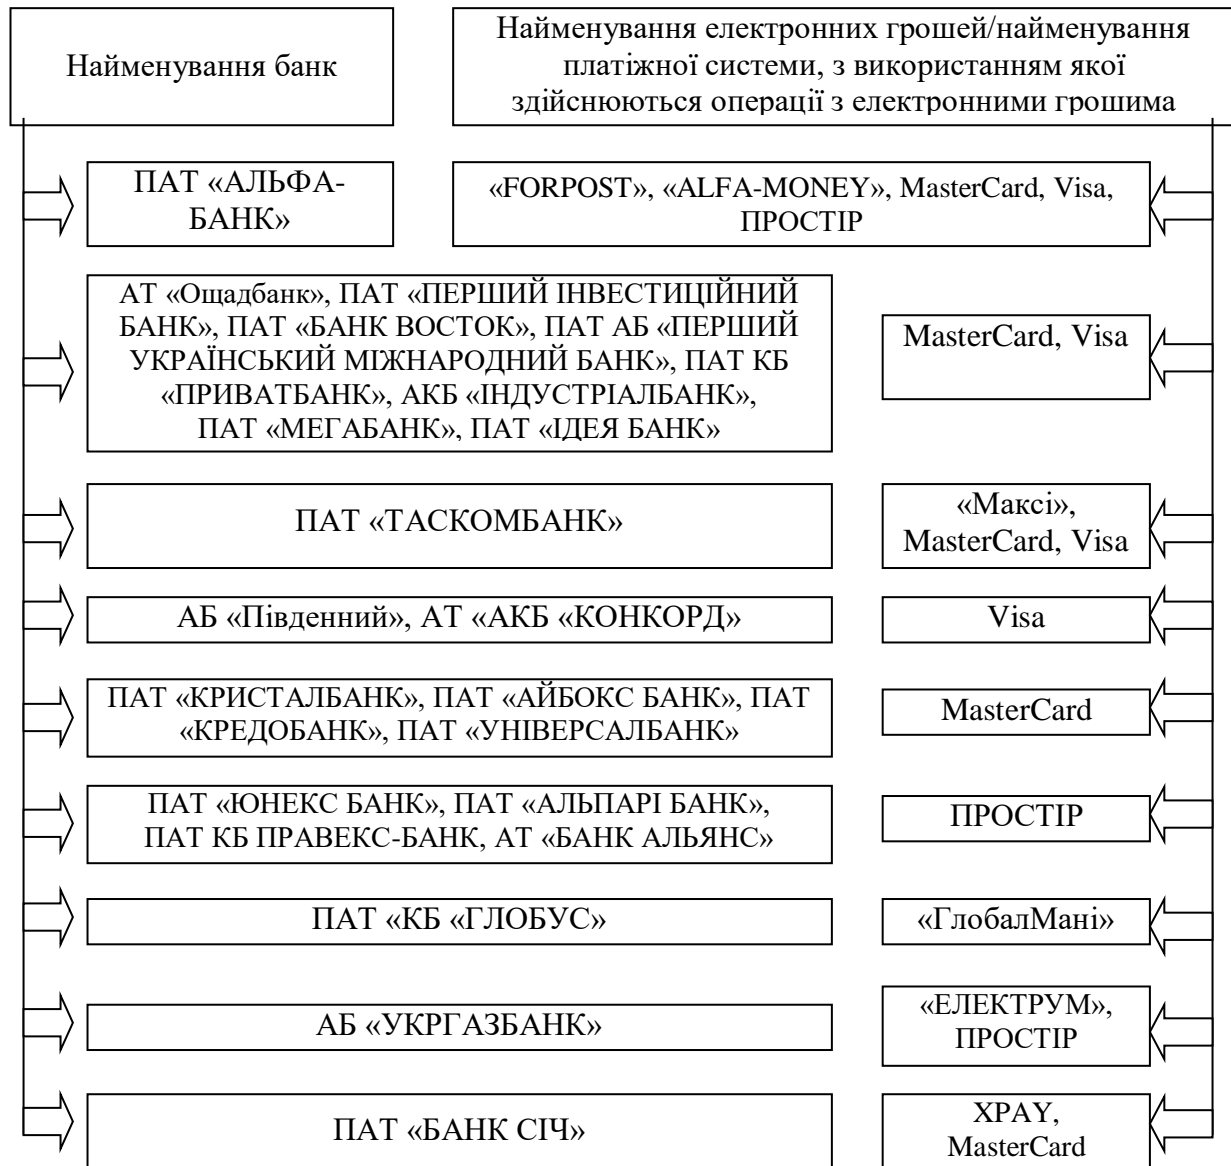 Найменування банк
Найменування електронних грошей/найменування
платіжної системи, з використанням якої
здійснюються операції з електронними грошима
ПАТ «АЛЬФА-
БАНК»
«FORPOST», «ALFA-MONEY», MasterCard, Visa,
ПРОСТІР
АТ «Ощадбанк», ПАТ «ПЕРШИЙ ІНВЕСТИЦІЙНИЙ
БАНК», ПАТ «БАНК ВОСТОК», ПАТ АБ «ПЕРШИЙ
УКРАЇНСЬКИЙ МІЖНАРОДНИЙ БАНК», ПАТ КБ
«ПРИВАТБАНК», АКБ «ІНДУСТРІАЛБАНК»,
ПАТ «МЕГАБАНК», ПАТ «ІДЕЯ БАНК»
MasterCard, Visa
ПАТ «ТАСКОМБАНК»
«Максі»,
MasterCard, Visa
АБ «Південний», АТ «АКБ «КОНКОРД»
Visa
ПАТ «КРИСТАЛБАНК», ПАТ «АЙБОКС БАНК», ПАТ
«КРЕДОБАНК», ПАТ «УНІВЕРСАЛБАНК»
MasterCard
ПАТ «ЮНЕКС БАНК», ПАТ «АЛЬПАРІ БАНК»,
ПАТ КБ ПРАВЕКС-БАНК, АТ «БАНК АЛЬЯНС»
ПРОСТІР
ПАТ «КБ «ГЛОБУС»
«ГлобалМані»
АБ «УКРГАЗБАНК»
«ЕЛЕКТРУМ»,
ПРОСТІР
ПАТ «БАНК СІЧ»
XPAY,
MasterCard